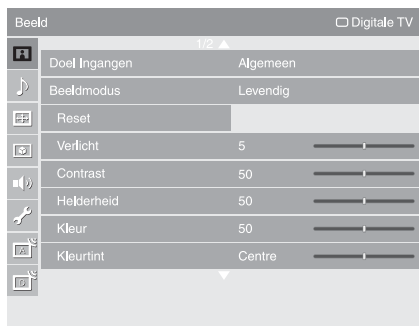 Beeld Digitale TV
1/2
Doel Ingangen Algemeen
Beeldmodus Levendig
Reset
Verlicht 5
Contrast 50
Helderheid 50
Kleur 50
Kleurtint Centre
A
D